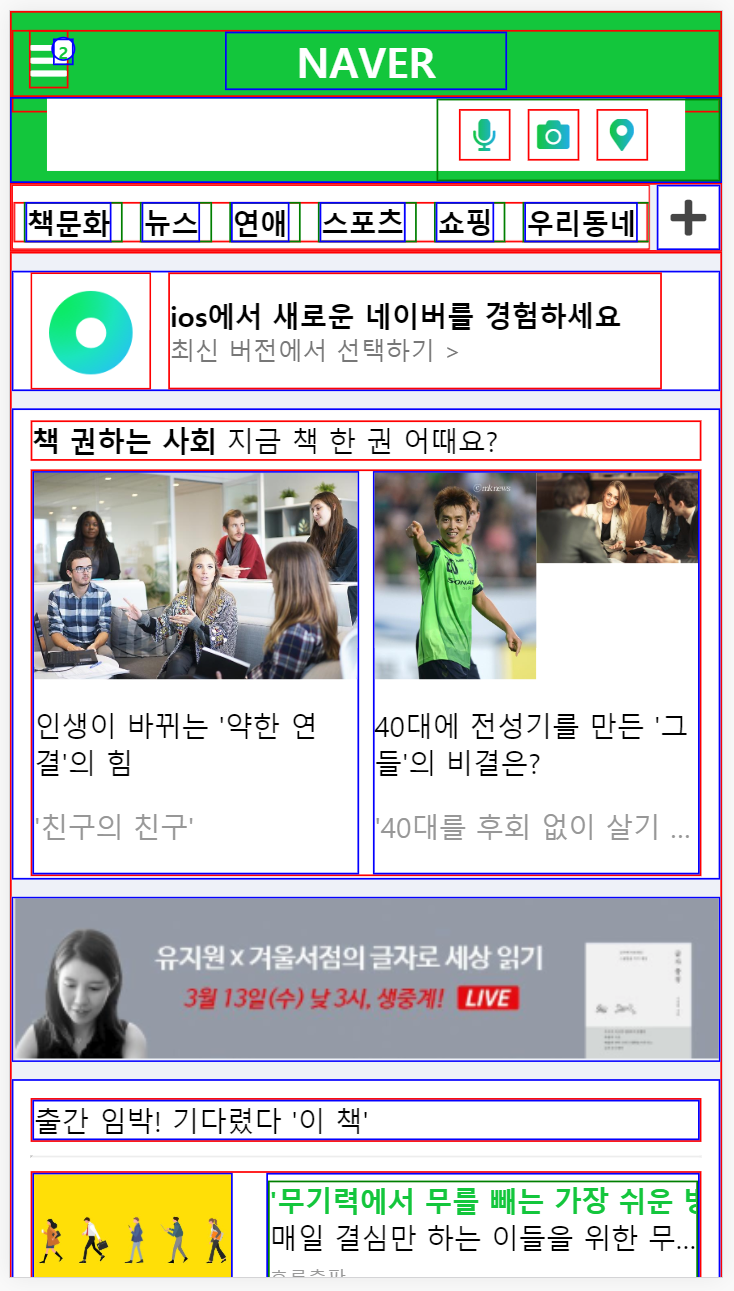 2
NAVER
책문화 뉴스 연애 스포츠 쇼핑 우리동네
ios에서 새로운 네이버를 경험하세요
최신 버전에서 선택하기 >
책 권하는 사회 지금 책 한 권 어때요?
ⓒmk news
인생이 바뀌는 '약한 연
결'의 힘
'친구의 친구'
40대에 전성기를 만든 '그
들'의 비결은?
'40대를 후회 없이 살기 ...
유지원 x 겨울서점의 글자로 세상 읽기
3월 13일(수) 낮 3시, 생중계! LIVE
출간 임박! 기다렸다 '이 책'
'무기력에서 무를 빼는 가장 쉬운
매일 결심만 하는 이들을 위한 무...